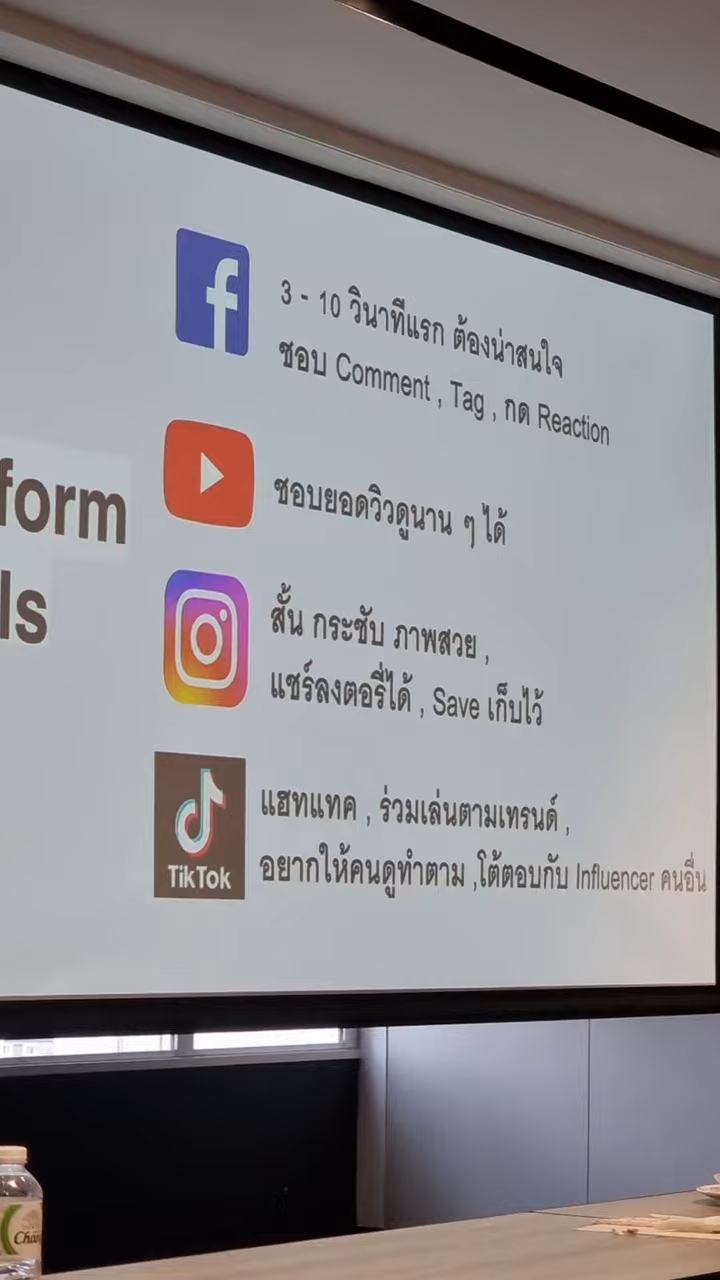 form
ls
3 - 10 วินาทีแรก ต้องน่าสนใจ
ชอบ Comment , Tag , กด Reaction
ชอบยอดวิวดูนาน ๆ ได้
สั้น กระชับ ภาพสวย ,
แชร์ลงตอรี่ได้ , Save เก็บไว้
TikTok
แฮทแทค , ร่วมเล่นตามเทรนด์ ,
อยากให้คนดูทำตาม ,โต้ตอบกับ Influencer คนอื่น